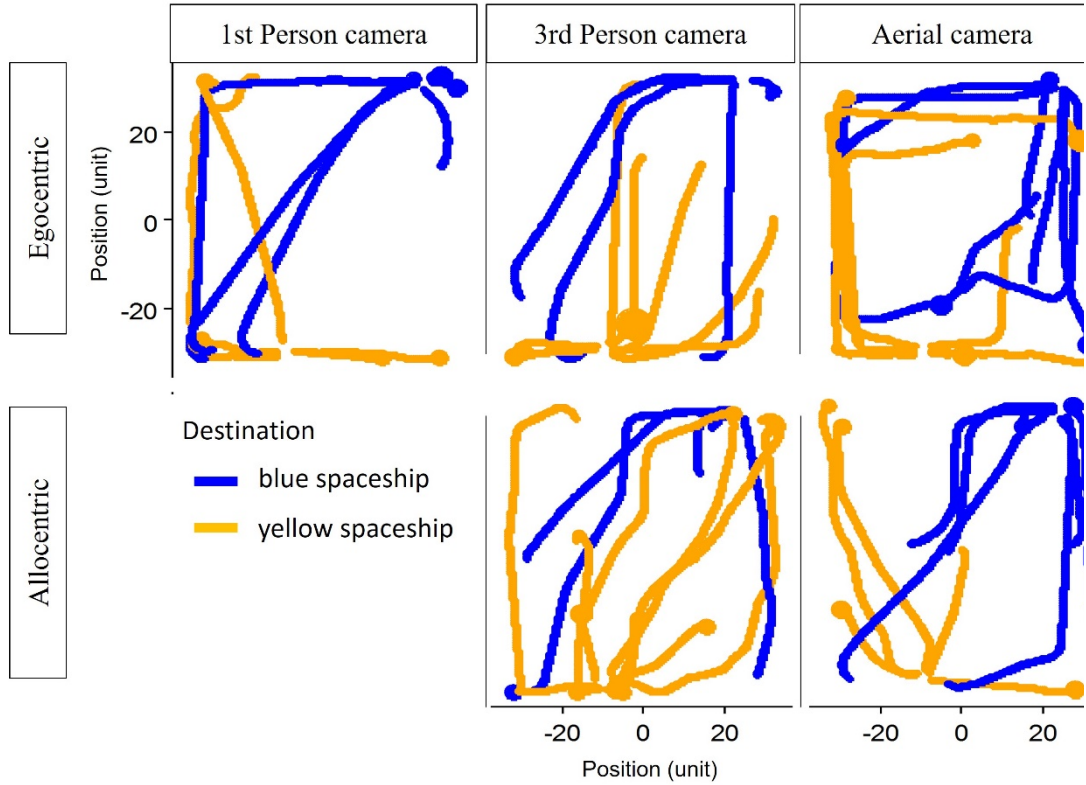 1st Person camera
3rd Person camera
Aerial camera
Egocentric
Position (unit)
20
0
-20
Destination
blue spaceship
yellow spaceship
Allocentric
-20
0
20
-20
0
20
Position (unit)